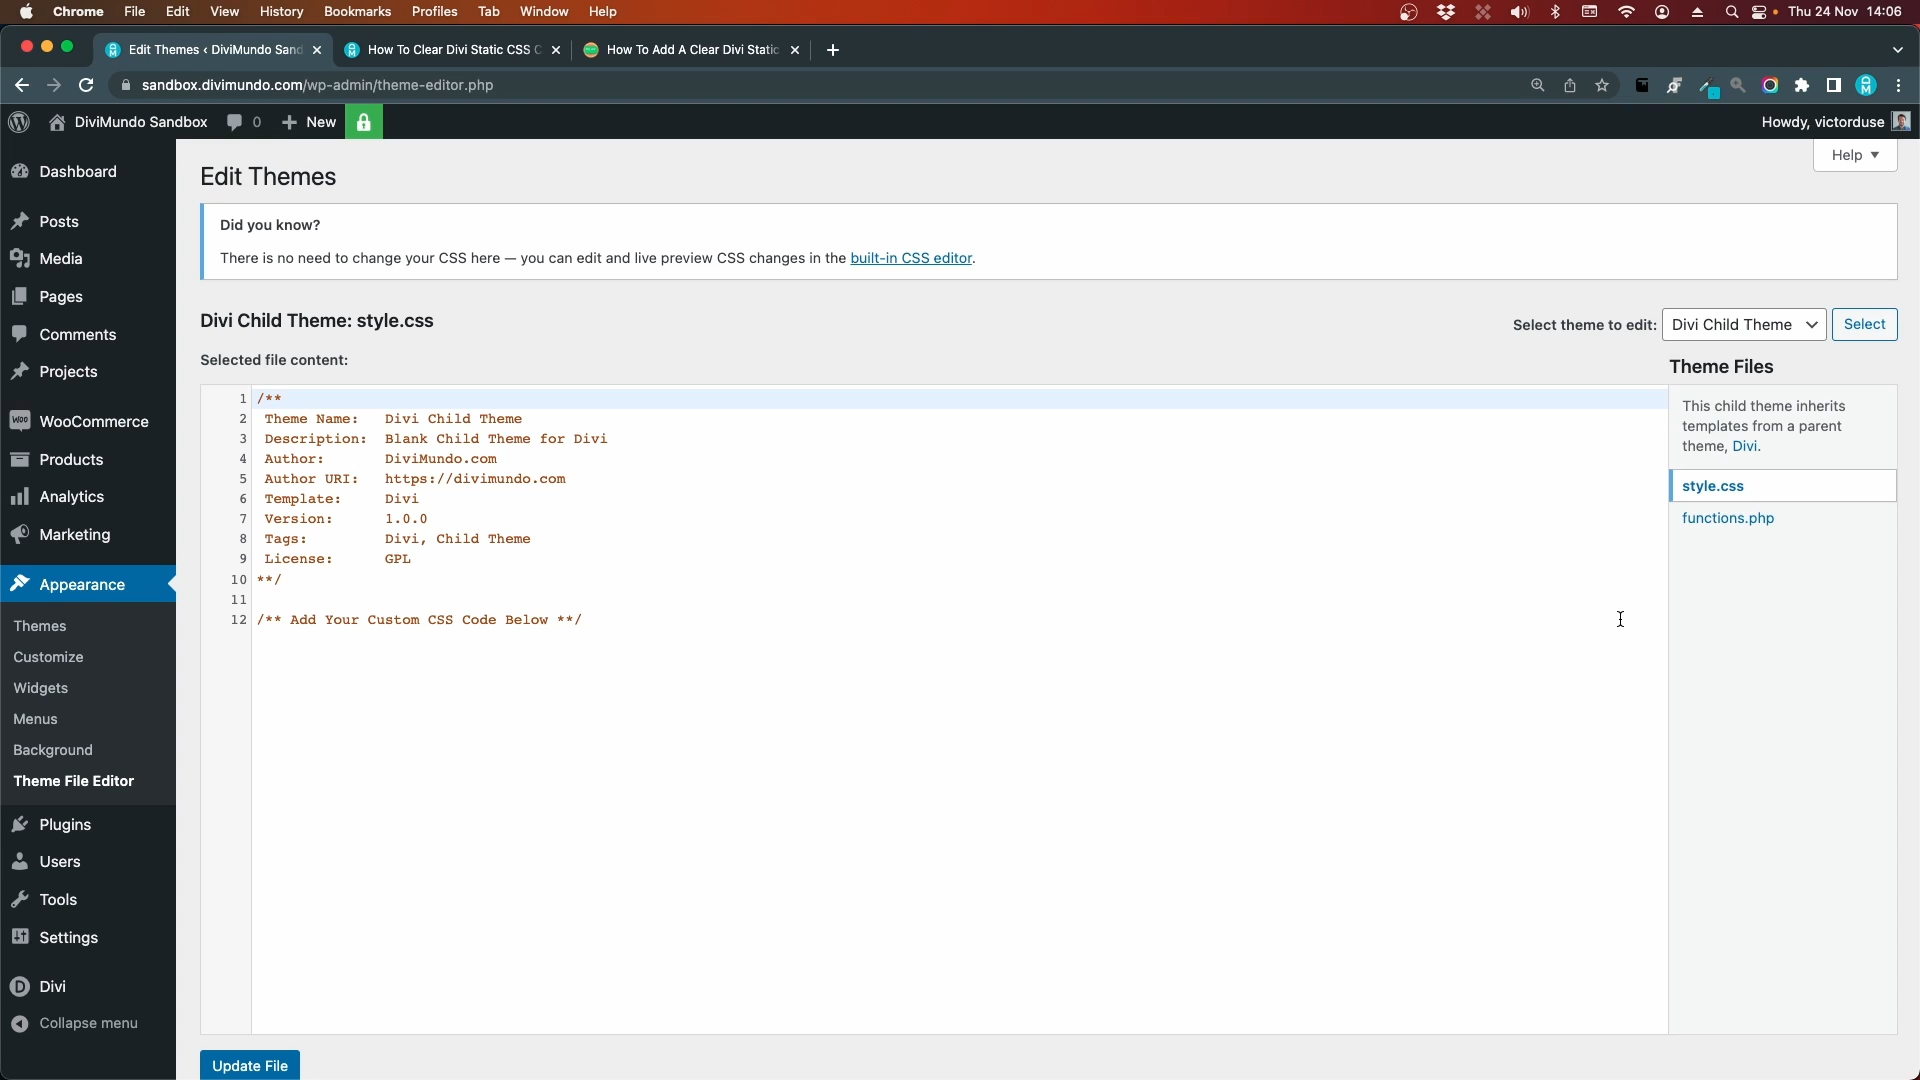 Chrome File Edit View History Bookmarks Profiles Tab Window Help Thu 24 Nov 14:06
Edit Themes ‹ DiviMundo Sand How To Clear Divi Static CSS C How To Add A Clear Divi Static
sandbox.divimundo.com/wp-admin/theme-editor.php
DiviMundo Sandbox 0 New Howdy, victorduse
Help
Dashboard
Posts
Media
Pages
Comments
Projects
WooCommerce
Products
Analytics
Marketing
Appearance
Themes
Customize
Widgets
Menus
Background
Theme File Editor
Plugins
Users
Tools
Settings
Divi
Collapse menu
Edit Themes
Did you know?
There is no need to change your CSS here — you can edit and live preview CSS changes in the built-in CSS editor.
Divi Child Theme: style.css
Select theme to edit: Divi Child Theme Select
Selected file content:
1 /**
2 Theme Name: Divi Child Theme
3 Description: Blank Child Theme for Divi
4 Author: DiviMundo.com
5 Author URI: https://divimundo.com
6 Template: Divi
7 Version: 1.0.0
8 Tags: Divi, Child Theme
9 License: GPL
10 **/
11
12 /** Add Your Custom CSS Code Below **/
Theme Files
This child theme inherits
templates from a parent
theme, Divi.
style.css
functions.php
Update File